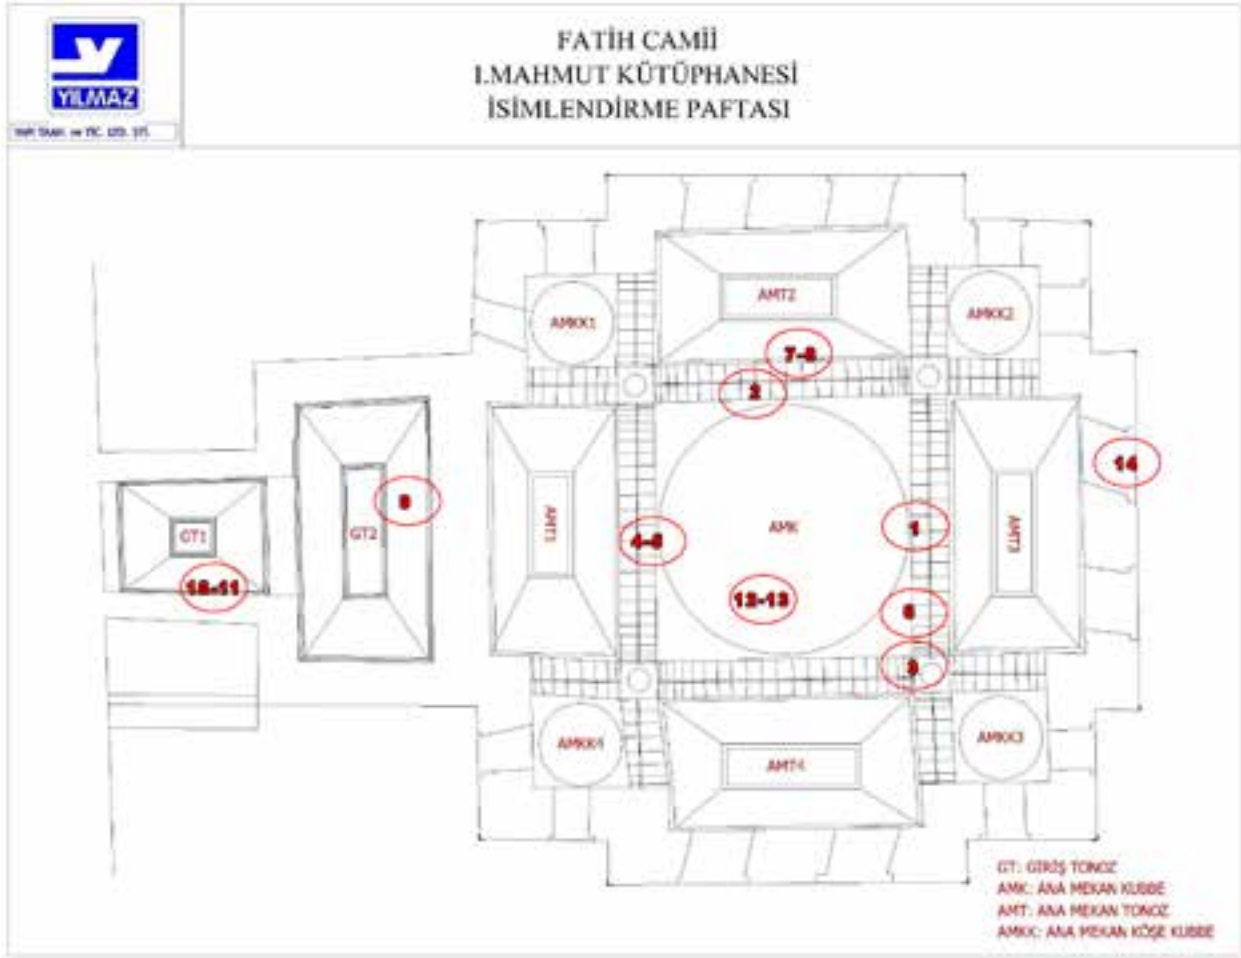 YILMAZ
FATİH CAMİİ
I.MAHMUT KÜTÜPHANESİ
İSİMLENDİRME PAFTASI
AMT2
AMKK1
AMKK2
7-8
2
14
9
GT1
GT2
AMT1
4-6
AMK
1
AMT3
12-13
5
3
AMKK4
AMT4
AMKK3
GT: GİRİŞ TONOZ
AMK: ANA MEKAN KUBBE
AMT: ANA MEKAN TONOZ
AMKK: ANA MEKAN KÖŞE KUBBE